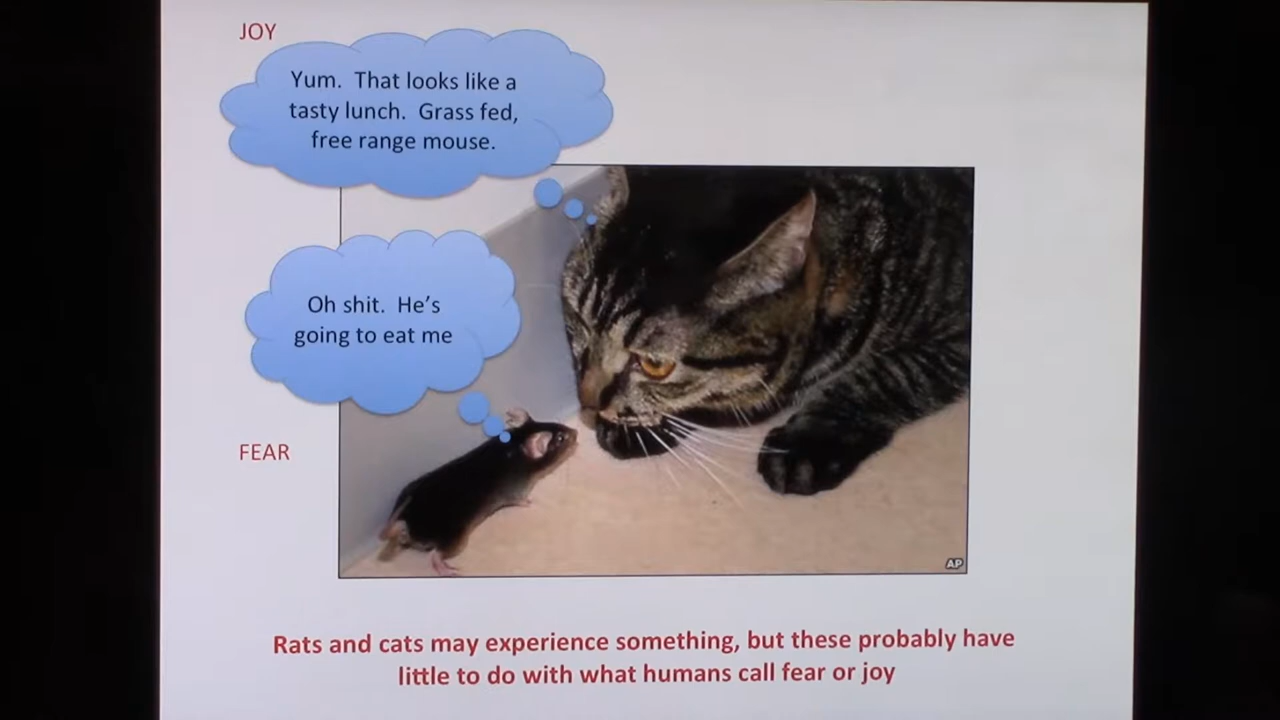 JOY
Yum. That looks like a
tasty lunch. Grass fed,
free range mouse.
Oh shit. He's
going to eat me
FEAR
AP
Rats and cats may experience something, but these probably have
little to do with what humans call fear or joy